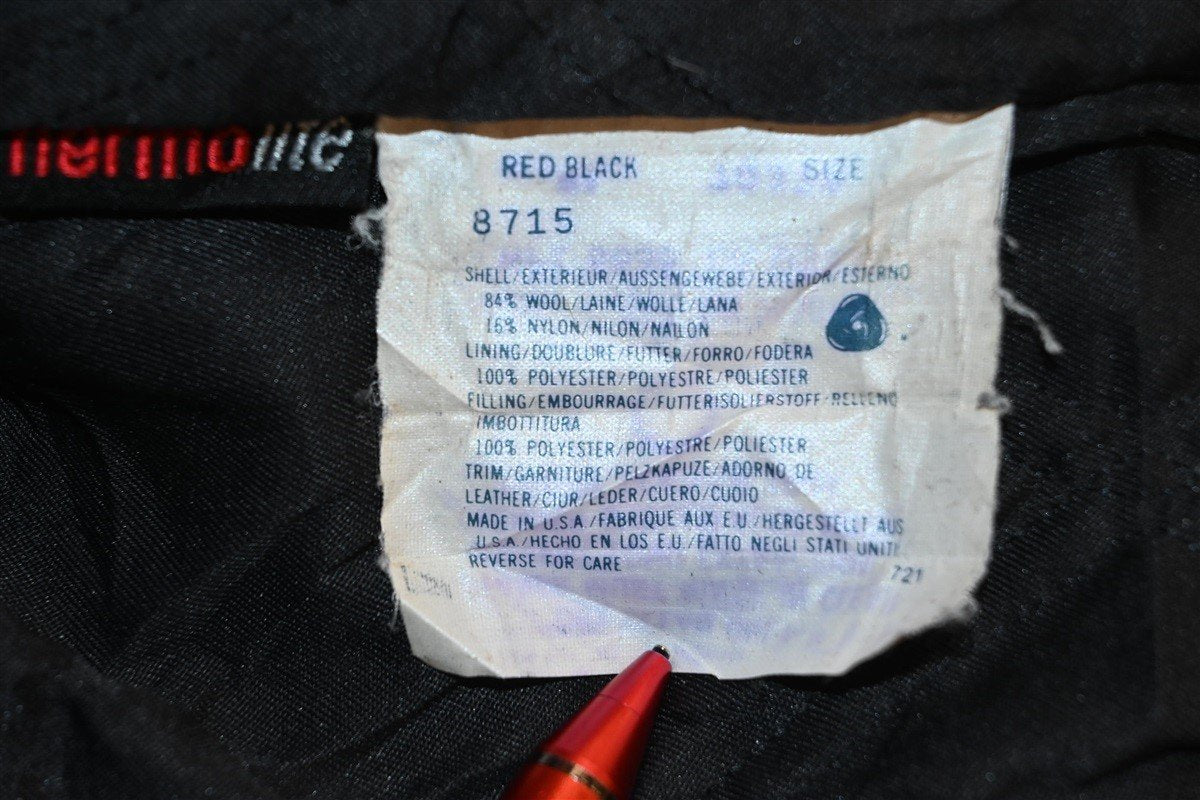 thermolite
RED BLACK SIZE
8715
SHELL/EXTERIEUR/AUSSENGEWEBE/EXTERIOR/ESTERNO
84% WOOL/LAINE/WOLLE/LANA
16% NYLON/NILON/NAILON
LINING/DOUBLURE/FUTTER/FORRO/FODERA
100% POLYESTER/POLYESTRE/POLIESTER
FILLING/EMBOURRAGE/FUTTERISOLIERSTOFF/RELLENO
IMBOTTITURA
100% POLYESTER/POLYESTRE/POLIESTER
TRIM/GARNITURE/PELZKAPUZE/ADORNO DE
LEATHER/CIUR/LEDER/CUERO/CUOIO
MADE IN U.S.A./FABRIQUE AUX E.U./HERGESTELLT AUS
U.S.A./HECHO EN LOS E.U./FATTO NEGLI STATI UNITI
REVERSE FOR CARE
721